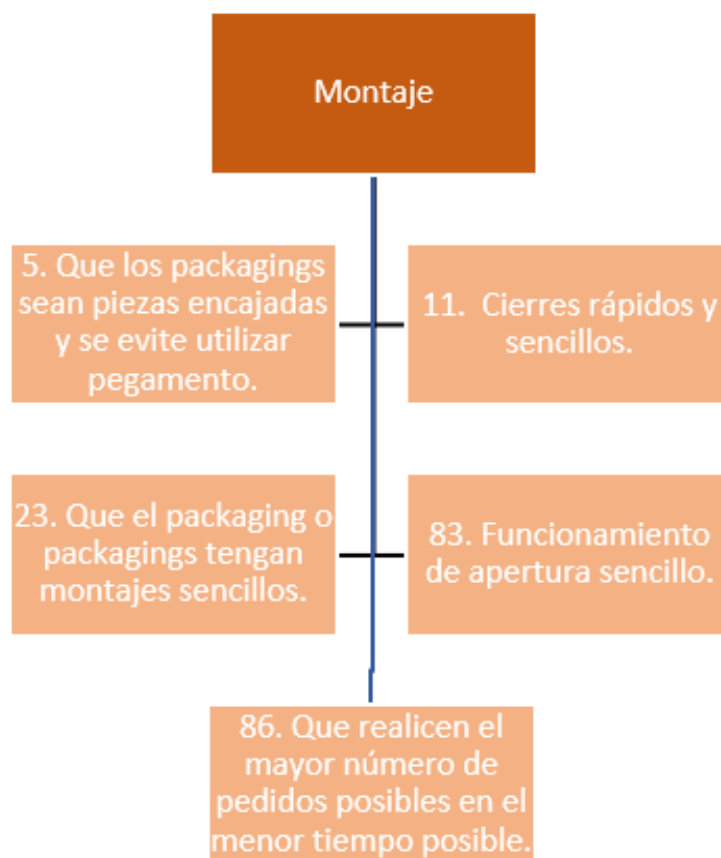 Montaje
5. Que los packagings
sean piezas encajadas
y se evite utilizar
pegamento.
11.  Cierres rápidos y
sencillos.
23. Que el packaging o
packagings tengan
montajes sencillos.
83. Funcionamiento
de apertura sencillo.
86. Que realicen el
mayor número de
pedidos posibles en el
menor tiempo posible.